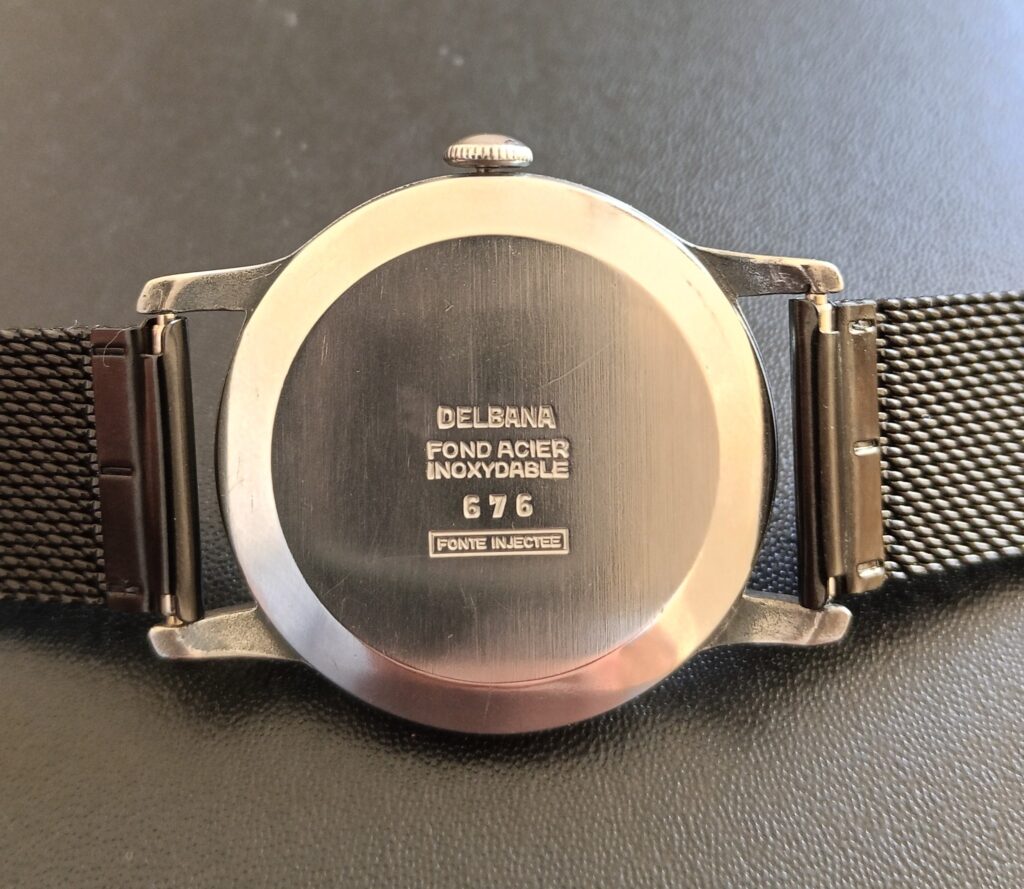 DELBANA
FOND ACIER
INOXYDABLE
676
FONTE INJECTEE